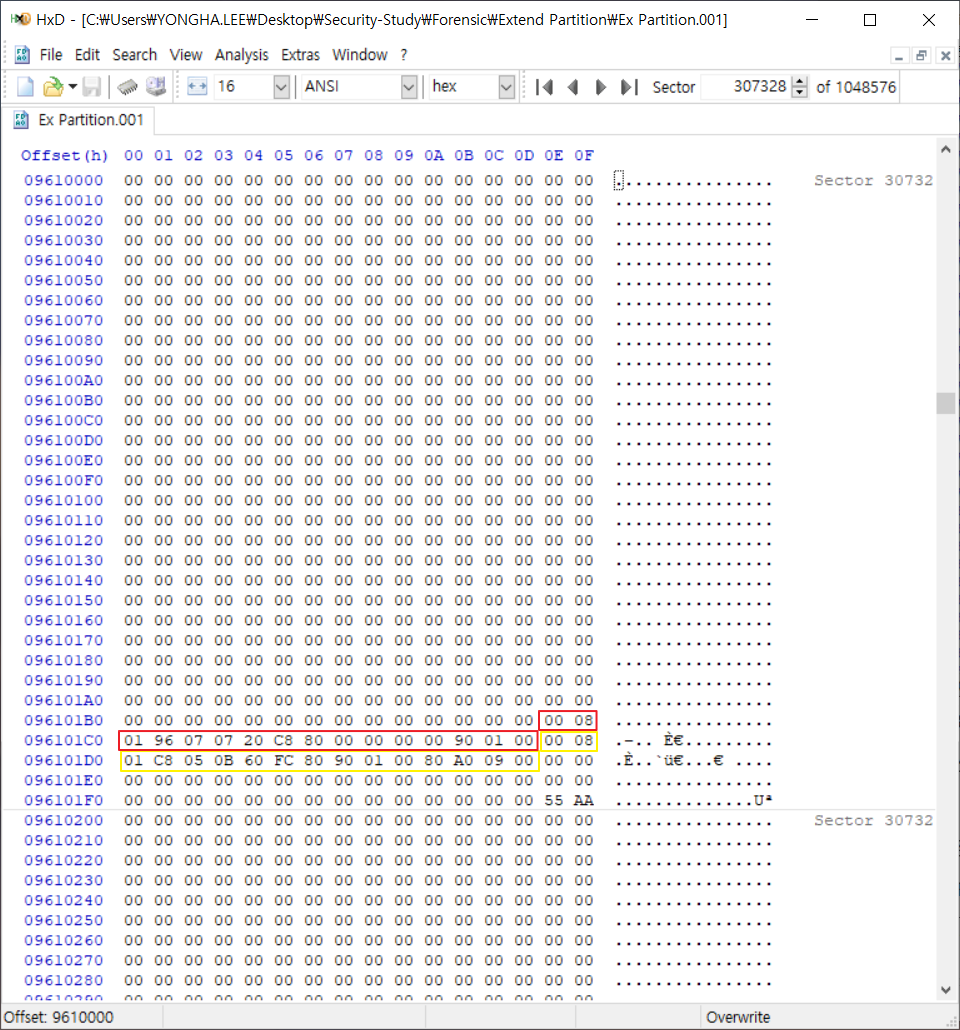 HxD - [C:₩Users₩YONGHA.LEE₩Desktop₩Security-Study₩Forensic₩Extend Partition₩Ex Partition.001]
File Edit Search View Analysis Extras Window ?
16 ANSI hex Sector 307328 of 1048576
Ex Partition.001
Offset(h) 00 01 02 03 04 05 06 07 08 09 0A 0B 0C 0D 0E 0F
09610000 00 00 00 00 00 00 00 00 00 00 00 00 00 00 00 00 ................ Sector 30732
09610010 00 00 00 00 00 00 00 00 00 00 00 00 00 00 00 00 ................
09610020 00 00 00 00 00 00 00 00 00 00 00 00 00 00 00 00 ................
09610030 00 00 00 00 00 00 00 00 00 00 00 00 00 00 00 00 ................
09610040 00 00 00 00 00 00 00 00 00 00 00 00 00 00 00 00 ................
09610050 00 00 00 00 00 00 00 00 00 00 00 00 00 00 00 00 ................
09610060 00 00 00 00 00 00 00 00 00 00 00 00 00 00 00 00 ................
09610070 00 00 00 00 00 00 00 00 00 00 00 00 00 00 00 00 ................
09610080 00 00 00 00 00 00 00 00 00 00 00 00 00 00 00 00 ................
09610090 00 00 00 00 00 00 00 00 00 00 00 00 00 00 00 00 ................
096100A0 00 00 00 00 00 00 00 00 00 00 00 00 00 00 00 00 ................
096100B0 00 00 00 00 00 00 00 00 00 00 00 00 00 00 00 00 ................
096100C0 00 00 00 00 00 00 00 00 00 00 00 00 00 00 00 00 ................
096100D0 00 00 00 00 00 00 00 00 00 00 00 00 00 00 00 00 ................
096100E0 00 00 00 00 00 00 00 00 00 00 00 00 00 00 00 00 ................
096100F0 00 00 00 00 00 00 00 00 00 00 00 00 00 00 00 00 ................
09610100 00 00 00 00 00 00 00 00 00 00 00 00 00 00 00 00 ................
09610110 00 00 00 00 00 00 00 00 00 00 00 00 00 00 00 00 ................
09610120 00 00 00 00 00 00 00 00 00 00 00 00 00 00 00 00 ................
09610130 00 00 00 00 00 00 00 00 00 00 00 00 00 00 00 00 ................
09610140 00 00 00 00 00 00 00 00 00 00 00 00 00 00 00 00 ................
09610150 00 00 00 00 00 00 00 00 00 00 00 00 00 00 00 00 ................
09610160 00 00 00 00 00 00 00 00 00 00 00 00 00 00 00 00 ................
09610170 00 00 00 00 00 00 00 00 00 00 00 00 00 00 00 00 ................
09610180 00 00 00 00 00 00 00 00 00 00 00 00 00 00 00 00 ................
09610190 00 00 00 00 00 00 00 00 00 00 00 00 00 00 00 00 ................
096101A0 00 00 00 00 00 00 00 00 00 00 00 00 00 00 00 00 ................
096101B0 00 00 00 00 00 00 00 00 00 00 00 00 00 00 00 08 ................
096101C0 01 96 07 07 20 C8 80 00 00 00 00 90 01 00 00 08 .–.. È€.........
096101D0 01 C8 05 0B 60 FC 80 90 01 00 80 A0 09 00 00 00 .È..`ü€...€ ....
096101E0 00 00 00 00 00 00 00 00 00 00 00 00 00 00 00 00 ................
096101F0 00 00 00 00 00 00 00 00 00 00 00 00 00 00 55 AA ..............Uª
09610200 00 00 00 00 00 00 00 00 00 00 00 00 00 00 00 00 ................ Sector 30732
09610210 00 00 00 00 00 00 00 00 00 00 00 00 00 00 00 00 ................
09610220 00 00 00 00 00 00 00 00 00 00 00 00 00 00 00 00 ................
09610230 00 00 00 00 00 00 00 00 00 00 00 00 00 00 00 00 ................
09610240 00 00 00 00 00 00 00 00 00 00 00 00 00 00 00 00 ................
09610250 00 00 00 00 00 00 00 00 00 00 00 00 00 00 00 00 ................
09610260 00 00 00 00 00 00 00 00 00 00 00 00 00 00 00 00 ................
09610270 00 00 00 00 00 00 00 00 00 00 00 00 00 00 00 00 ................
09610280 00 00 00 00 00 00 00 00 00 00 00 00 00 00 00 00 ................
Offset: 9610000 Overwrite